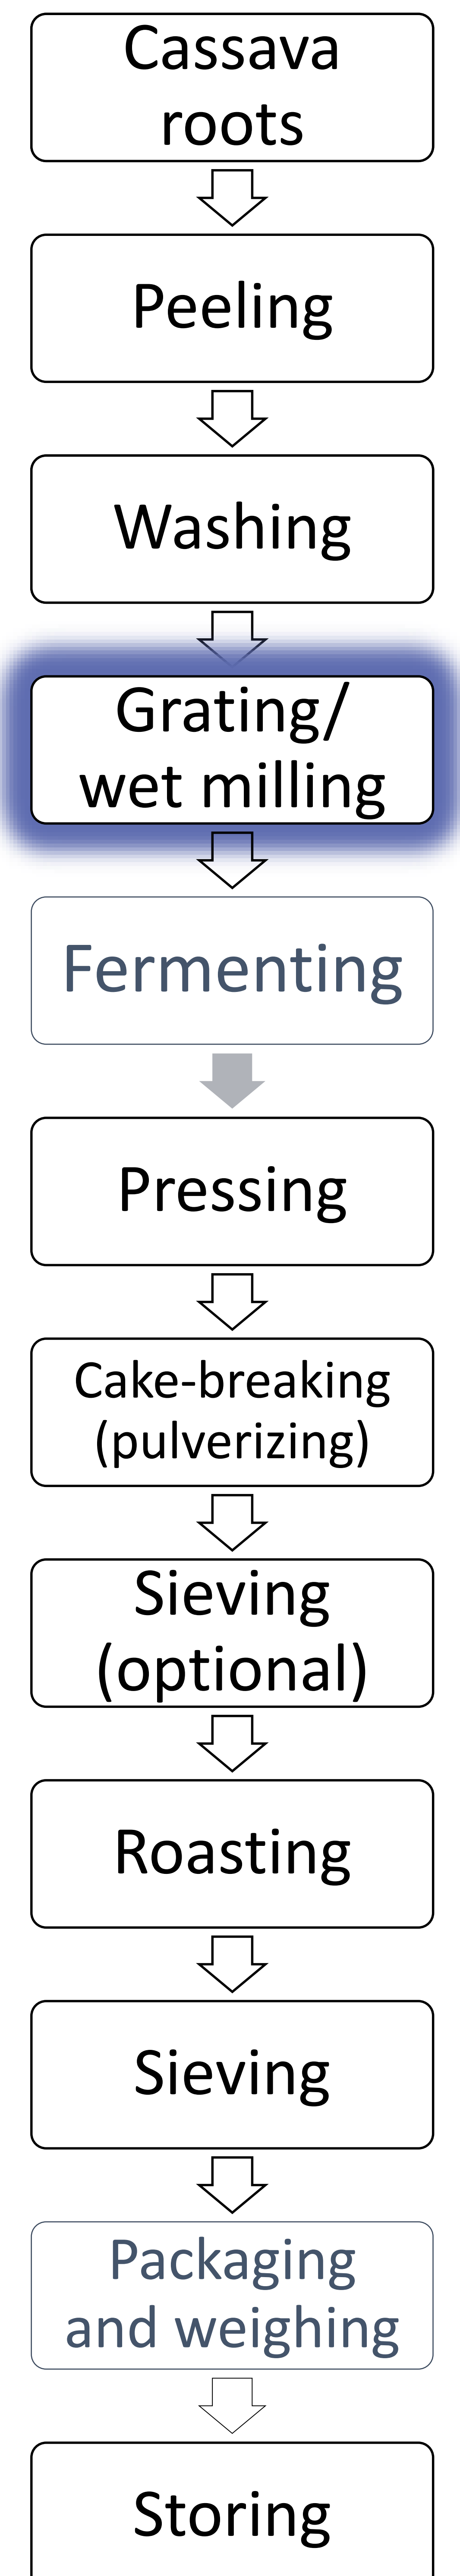 Cassava
roots
Peeling
Washing
Grating/
wet milling
Fermenting
Pressing
Cake-breaking
(pulverizing)
Sieving
(optional)
Roasting
Sieving
Packaging
and weighing
Storing